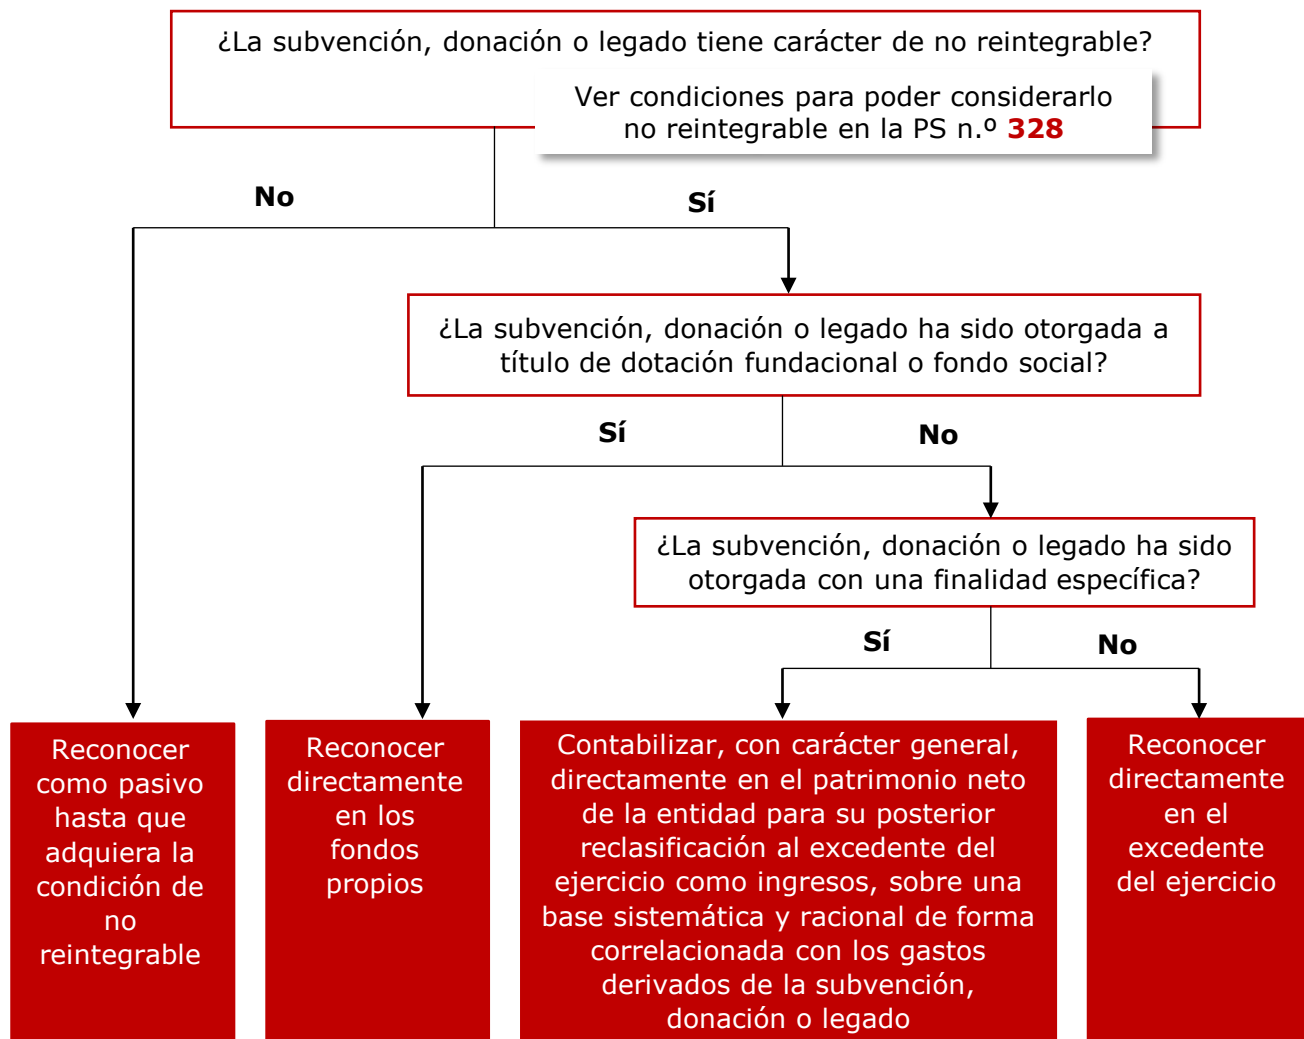 ¿La subvención, donación o legado tiene carácter de no reintegrable?
Ver condiciones para poder considerarlo
no reintegrable en la PS n.º 328
No
Sí
¿La subvención, donación o legado ha sido otorgada a
título de dotación fundacional o fondo social?
Sí
No
¿La subvención, donación o legado ha sido
otorgada con una finalidad específica?
Sí
No
Reconocer
como pasivo
hasta que
adquiera la
condición de
no
reintegrable
Reconocer
directamente
en los
fondos
propios
Contabilizar, con carácter general,
directamente en el patrimonio neto
de la entidad para su posterior
reclasificación al excedente del
ejercicio como ingresos, sobre una
base sistemática y racional de forma
correlacionada con los gastos
derivados de la subvención,
donación o legado
Reconocer
directamente
en el
excedente
del ejercicio